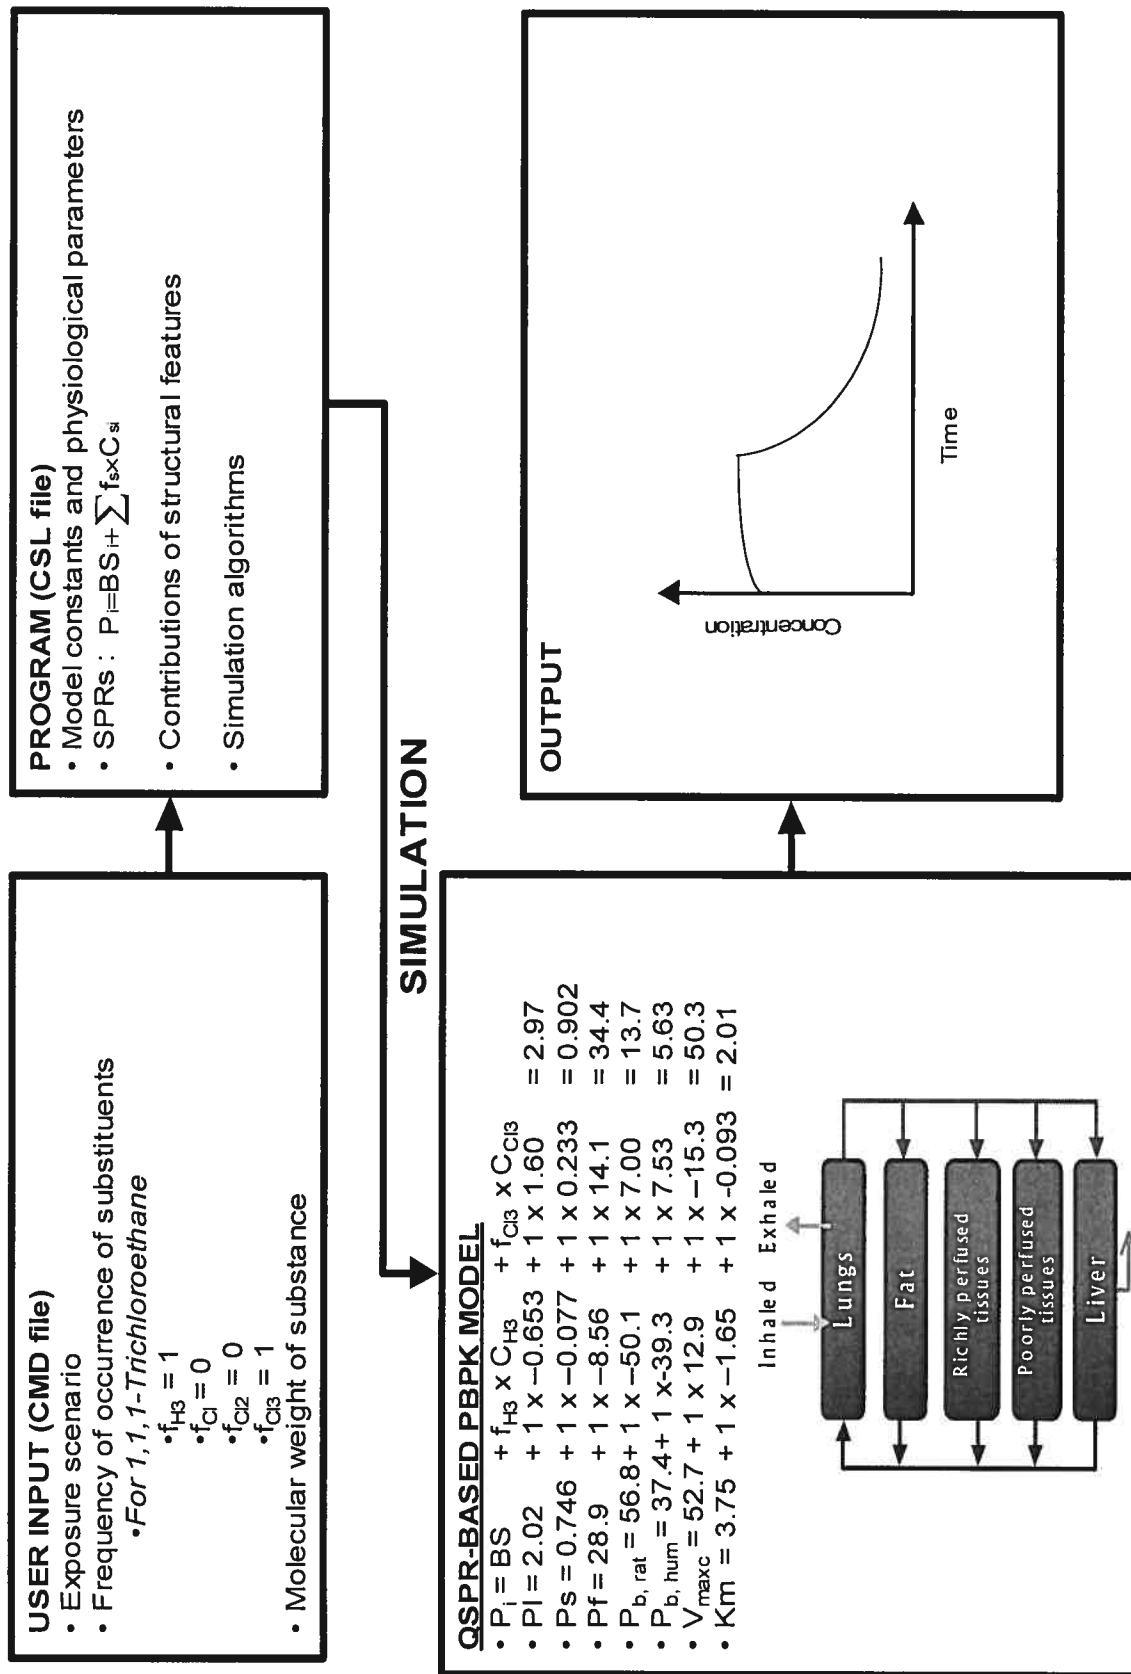 USER INPUT (CMD file)
• Exposure scenario
• Frequency of occurrence of substituents
•For 1,1,1-Trichloroethane
•fH3 = 1
•fCl = 0
•fCl2 = 0
•fCl3 = 1
• Molecular weight of substance
PROGRAM (CSL file)
• Model constants and physiological parameters
• SPRs : Pi=BSi+∑fsxCsi
• Contributions of structural features
• Simulation algorithms
SIMULATION
QSPR-BASED PBPK MODEL
• Pi = BS + fH3 x CH3 + fCl3 x CCl3
• Pl = 2.02 + 1 x –0.653 + 1 x 1.60 = 2.97
• Ps = 0.746 + 1 x –0.077 + 1 x 0.233 = 0.902
• Pf = 28.9 + 1 x -8.56 + 1 x 14.1 = 34.4
• Pb, rat = 56.8+ 1 x –50.1 + 1 x 7.00 = 13.7
• Pb, hum = 37.4+ 1 x-39.3 + 1 x 7.53 = 5.63
• Vmaxc = 52.7 + 1 x 12.9 + 1 x –15.3 = 50.3
• Km = 3.75 + 1 x –1.65 + 1 x -0.093 = 2.01
Inhaled Exhaled
Lungs
Fat
Richly perfused
tissues
Poorly perfused
tissues
Liver
OUTPUT
Concentration
Time